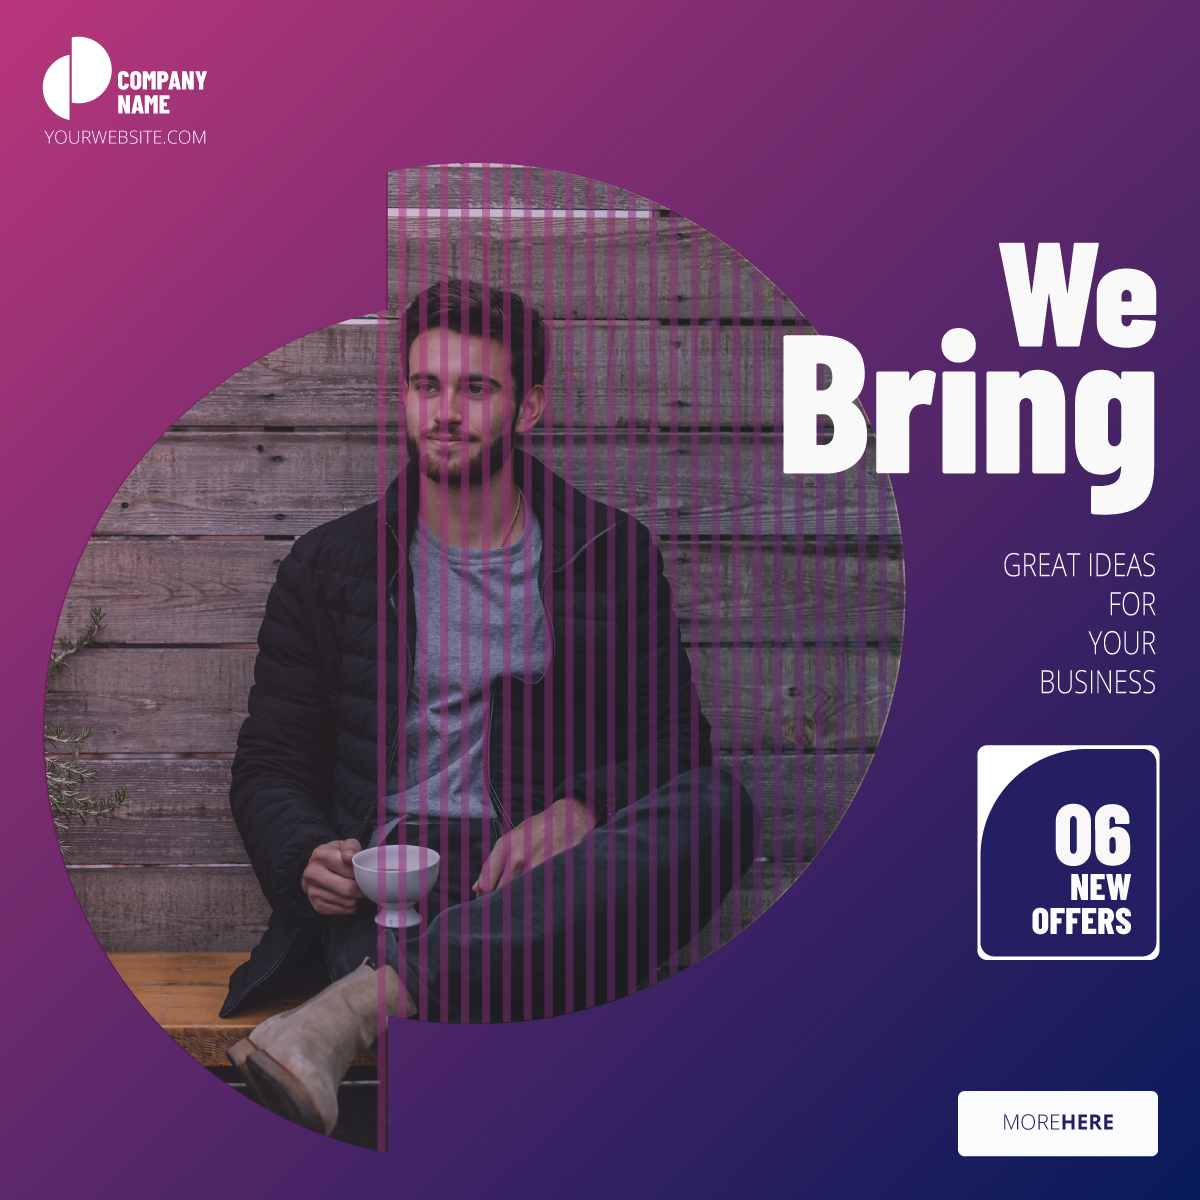 COMPANY
NAME
YOURWEBSITE.COM
We
Bring
GREAT IDEAS
FOR
YOUR
BUSINESS
06
NEW
OFFERS
MOREHERE